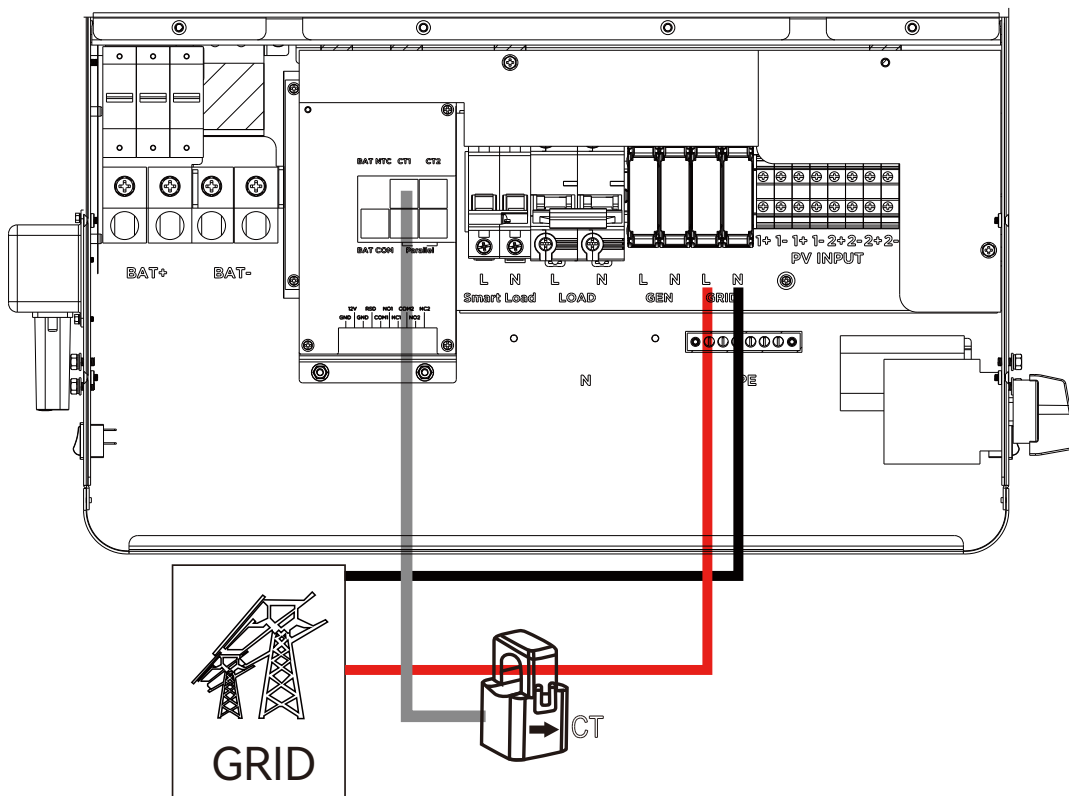 BAT NTC CT1 CT2
BAT COM Parallel
BAT+ BAT-
12V RSD NO1 COM2 NC2
GND GND COM1 NC1 NO2
L N L N L N L N
Smart Load LOAD GEN GRID
1+ 1- 1+ 1- 2+ 2- 2+ 2-
PV INPUT
N PE
CT
GRID